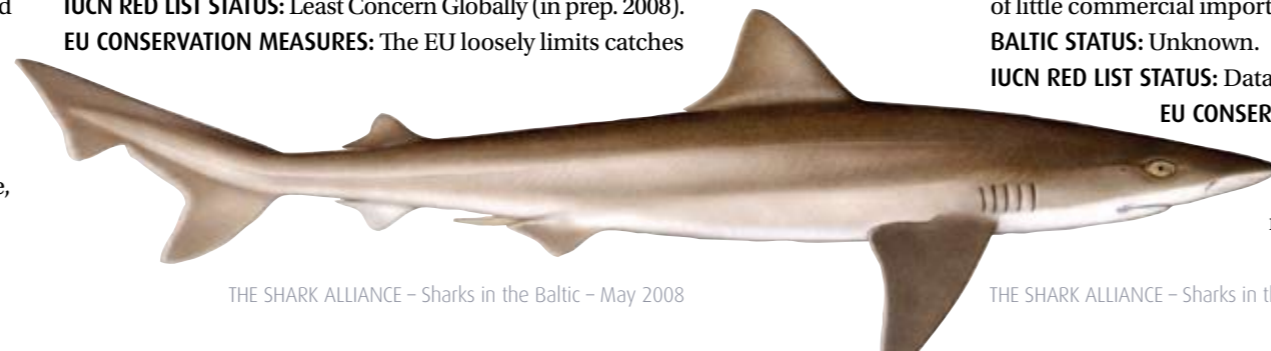 IUCN RED LIST STATUS: Least Concern Globally (in prep. 2008).
EU CONSERVATION MEASURES: The EU loosely limits catches
THE SHARK ALLIANCE – Sharks in the Baltic – May 2008
of little commercial import
BALTIC STATUS: Unknown.
IUCN RED LIST STATUS: Data
EU CONSER
THE SHARK ALLIANCE – Sharks in t